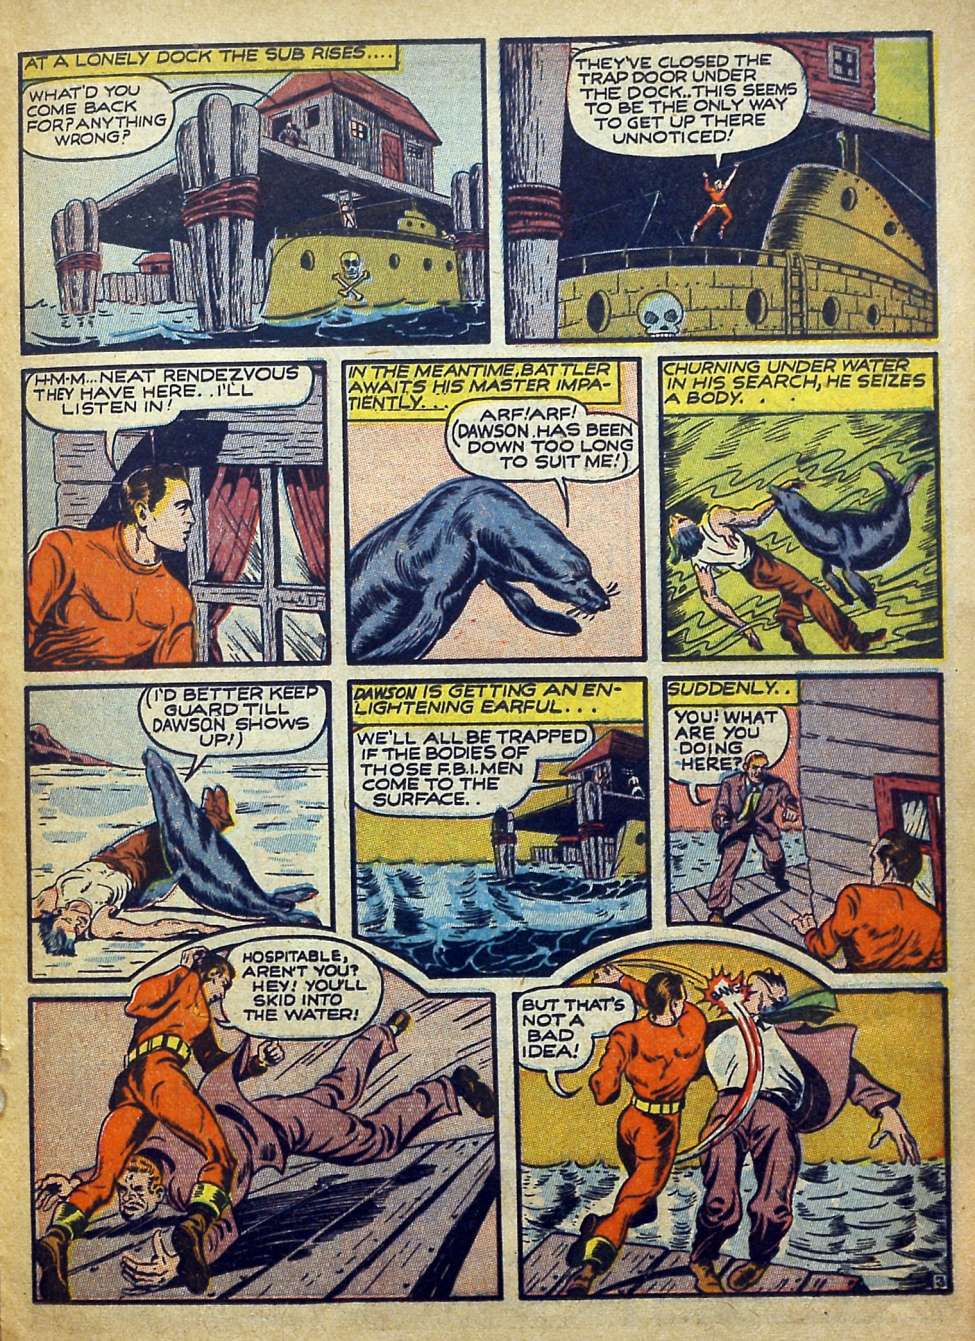 AT A LONELY DOCK THE SUB RISES....
WHAT'D YOU
COME BACK
FOR? ANYTHING
WRONG?
THEY'VE CLOSED THE
TRAP DOOR UNDER
THE DOCK..THIS SEEMS
TO BE THE ONLY WAY
TO GET UP THERE
UNNOTICED!
H-M-M...NEAT RENDEZVOUS
THEY HAVE HERE..I'LL
LISTEN IN!
IN THE MEANTIME, BATTLER
AWAITS HIS MASTER IMPA-
TIENTLY...
ARF! ARF!
(DAWSON HAS BEEN
DOWN TOO LONG
TO SUIT ME!)
CHURNING UNDER WATER
IN HIS SEARCH, HE SEIZES
A BODY. . .
(I'D BETTER KEEP
GUARD TILL
DAWSON SHOWS
UP!)
DAWSON IS GETTING AN EN-
LIGHTENING EARFUL...
WE'LL ALL BE TRAPPED
IF THE BODIES OF
THOSE F.B.I. MEN
COME TO THE
SURFACE..
SUDDENLY..
YOU! WHAT
ARE YOU
DOING
HERE?
HOSPITABLE,
AREN'T YOU?
HEY! YOU'LL
SKID INTO
THE WATER!
BUT THAT'S
NOT A
BAD
IDEA!
BANG!
3